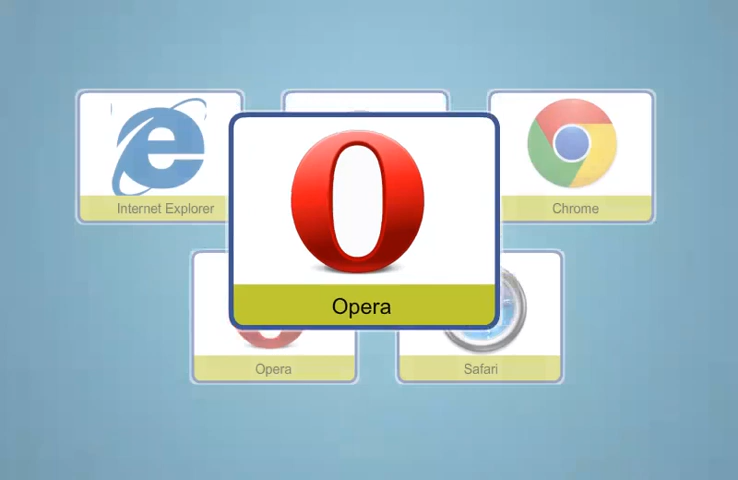 Internet Explorer
Chrome
Opera
Opera
Safari